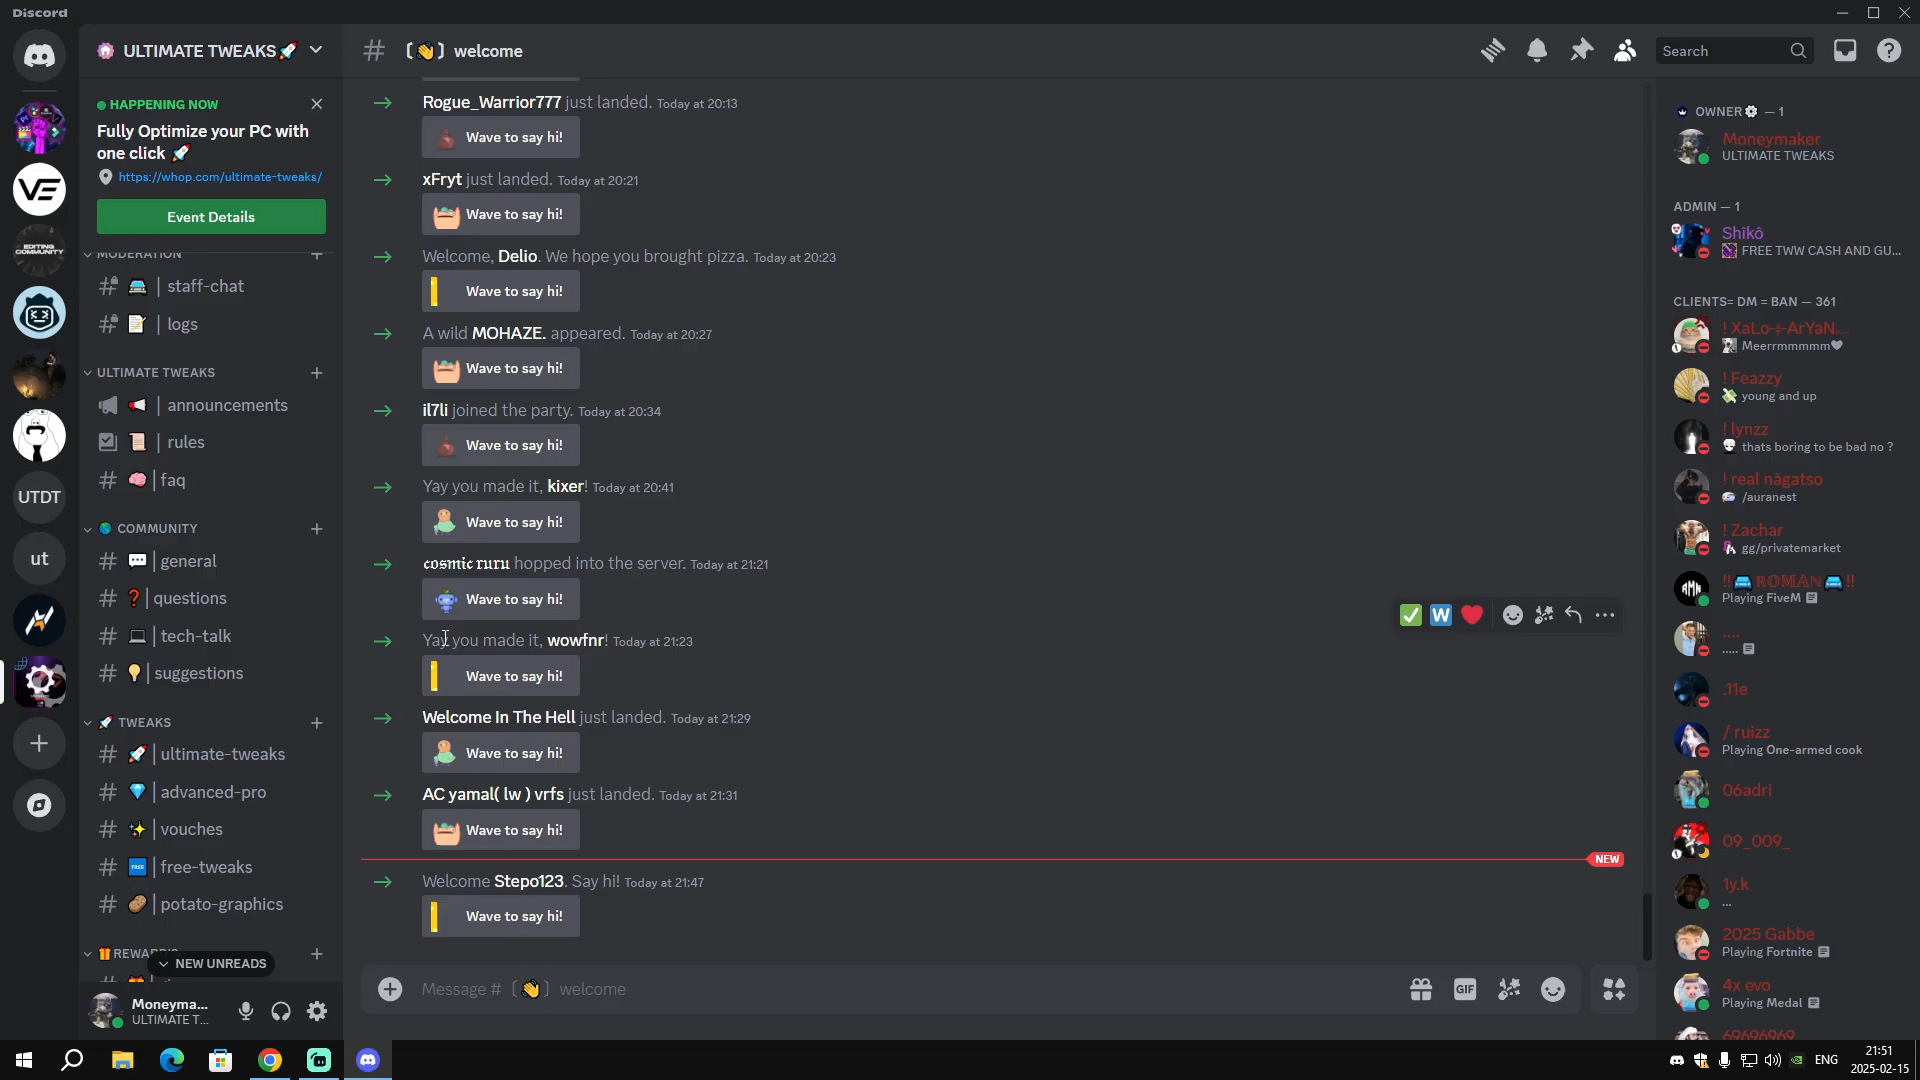 Discord
ULTIMATE TWEAKS🚀
HAPPENING NOW
Fully Optimize your PC with
one click 🚀
https://whop.com/ultimate-tweaks/
Event Details
MODERATION
staff-chat
logs
ULTIMATE TWEAKS
announcements
rules
faq
COMMUNITY
general
questions
tech-talk
suggestions
TWEAKS
ultimate-tweaks
advanced-pro
vouches
free-tweaks
potato-graphics
REWARDS
NEW UNREADS
Moneyma...
ULTIMATE T...
EDITING
COMMUNITY
UTDT
ut
# 〔👋〕 welcome
Search
Rogue_Warrior777 just landed. Today at 20:13
Wave to say hi!
xFryt just landed. Today at 20:21
Wave to say hi!
Welcome, Delio. We hope you brought pizza. Today at 20:23
Wave to say hi!
A wild MOHAZE. appeared. Today at 20:27
Wave to say hi!
il7li joined the party. Today at 20:34
Wave to say hi!
Yay you made it, kixer! Today at 20:41
Wave to say hi!
𝖈𝖔𝖘𝖒𝖎𝖈 𝖗𝖚𝖗𝖚 hopped into the server. Today at 21:21
Wave to say hi!
Yay you made it, wowfnr! Today at 21:23
Wave to say hi!
Welcome In The Hell just landed. Today at 21:29
Wave to say hi!
AC yamal( lw ) vrfs just landed. Today at 21:31
Wave to say hi!
NEW
Welcome Stepo123. Say hi! Today at 21:47
Wave to say hi!
Message # 〔👋〕 welcome
GIF
OWNER⚙ — 1
Moneymaker
ULTIMATE TWEAKS
ADMIN — 1
Shikô
FREE TWW CASH AND GU...
CLIENTS= DM = BAN — 361
Meerrmmmmm🖤
! Feazzy
💸 young and up
! lynzz
thats boring to be bad no ?
! real nāgatso
/auranest
! Zachar
gg/privatemarket
!!🚘 ℝ𝕆𝕄𝔸ℕ 🚘 !!
Playing FiveM
....
.....
.11e
/ ruizz
Playing One-armed cook
06adri
09_009_
1y.k
...
2025 Gabbe
Playing Fortnite
4x evo
Playing Medal
69696969
ENG
21:51
2025-02-15